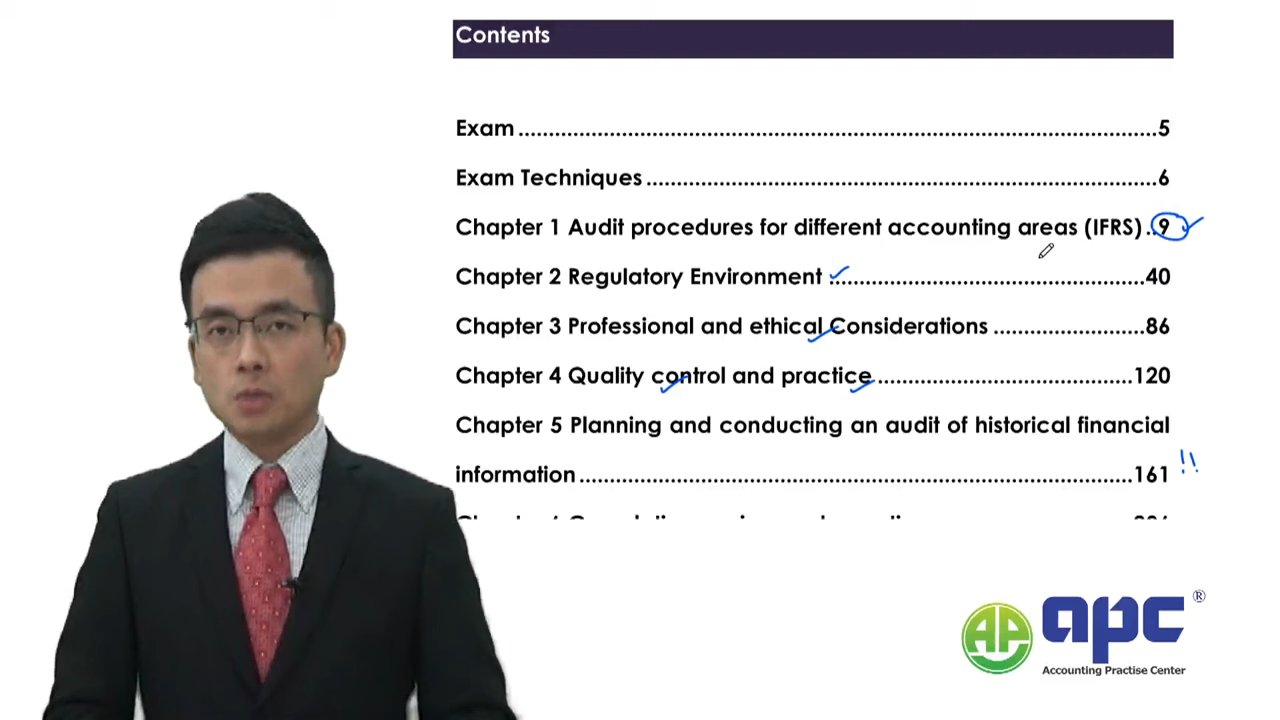 Contents
Exam ................................................................................................5
Exam Techniques ..............................................................................6
Chapter 1 Audit procedures for different accounting areas (IFRS) ..9
Chapter 2 Regulatory Environment ................................................40
Chapter 3 Professional and ethical Considerations ......................86
Chapter 4 Quality control and practice ......................................120
Chapter 5 Planning and conducting an audit of historical financial
information ....................................................................................161
!!
AP
apc ®
Accounting Practise Center